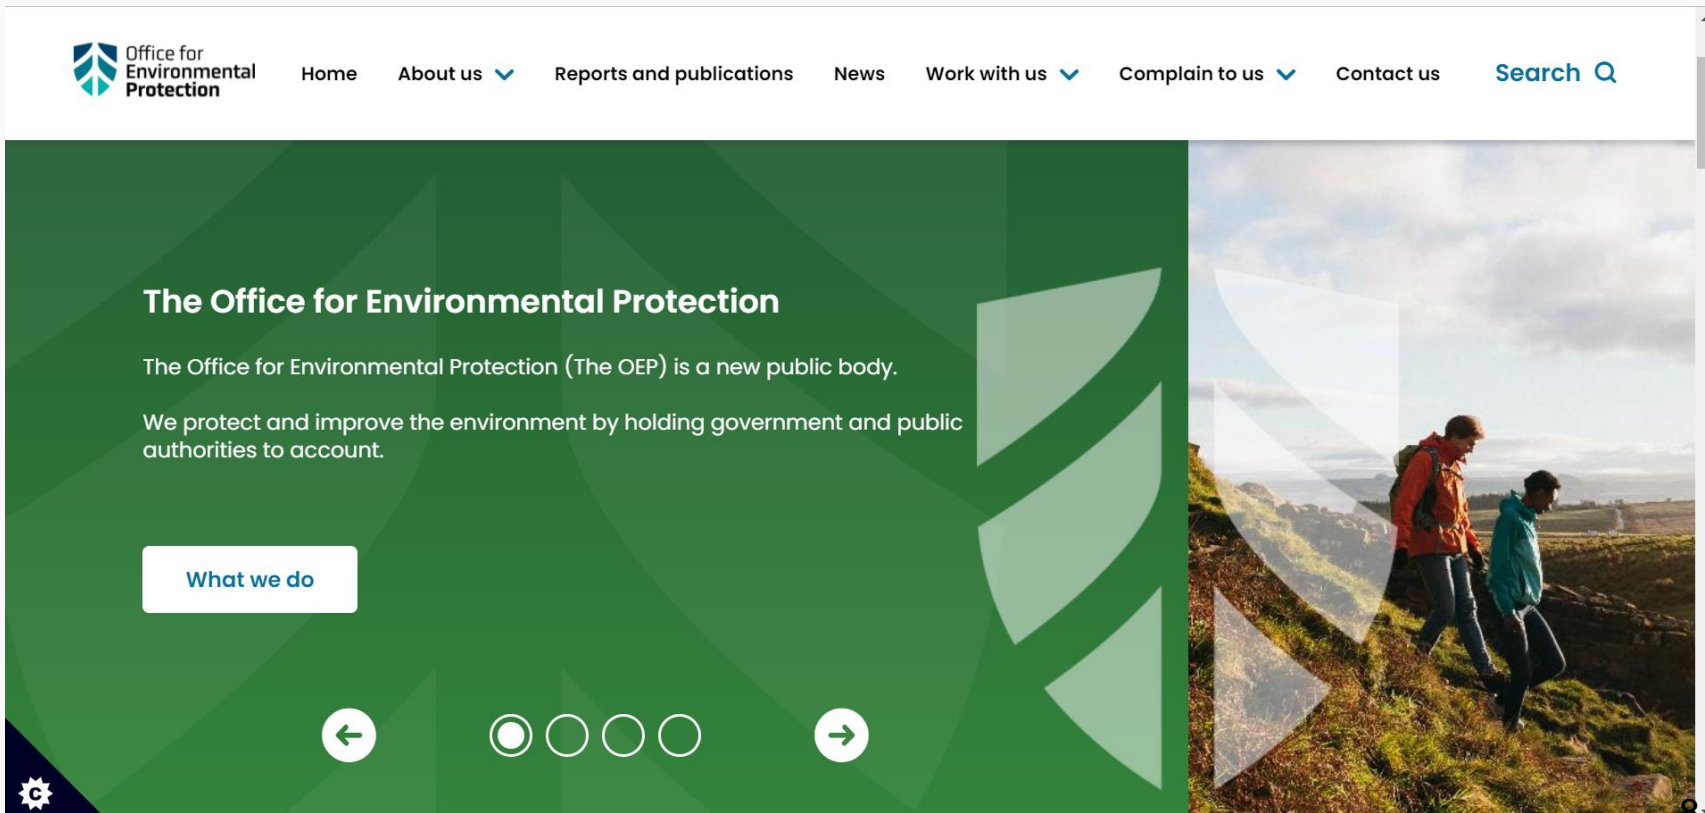 Office for
Environmental
Protection
Home About us Reports and publications News Work with us Complain to us Contact us Search
The Office for Environmental Protection
The Office for Environmental Protection (The OEP) is a new public body.
We protect and improve the environment by holding government and public
authorities to account.
What we do
C